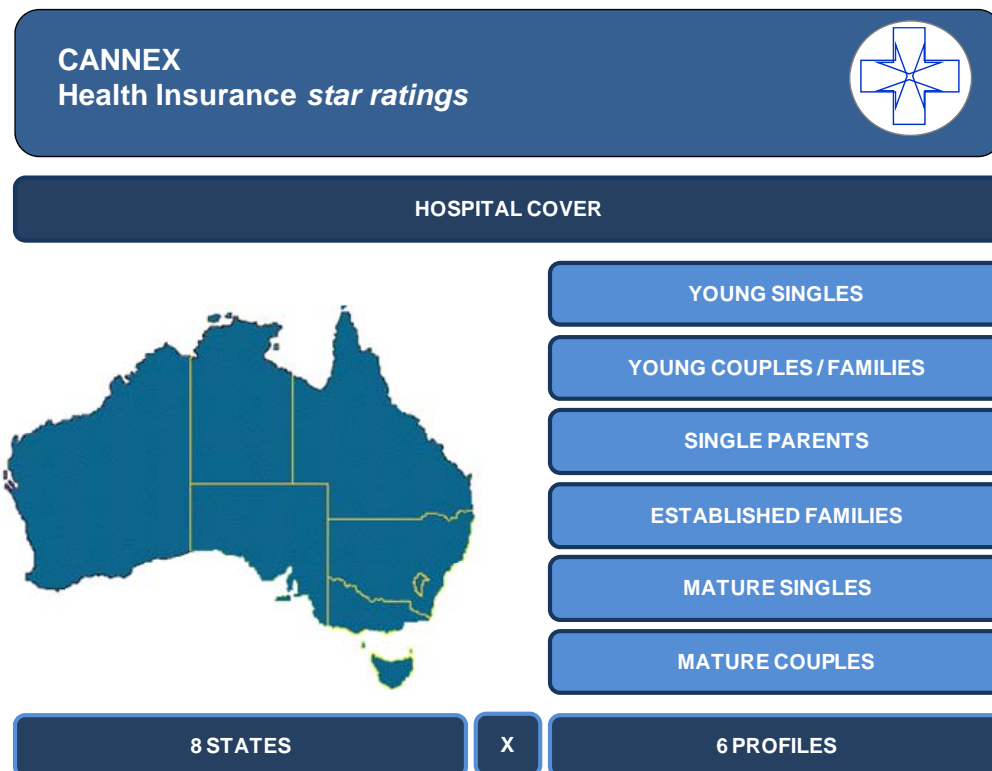 CANNEX
Health Insurance star ratings
HOSPITAL COVER
YOUNG SINGLES
YOUNG COUPLES / FAMILIES
SINGLE PARENTS
ESTABLISHED FAMILIES
MATURE SINGLES
MATURE COUPLES
8 STATES
X
6 PROFILES